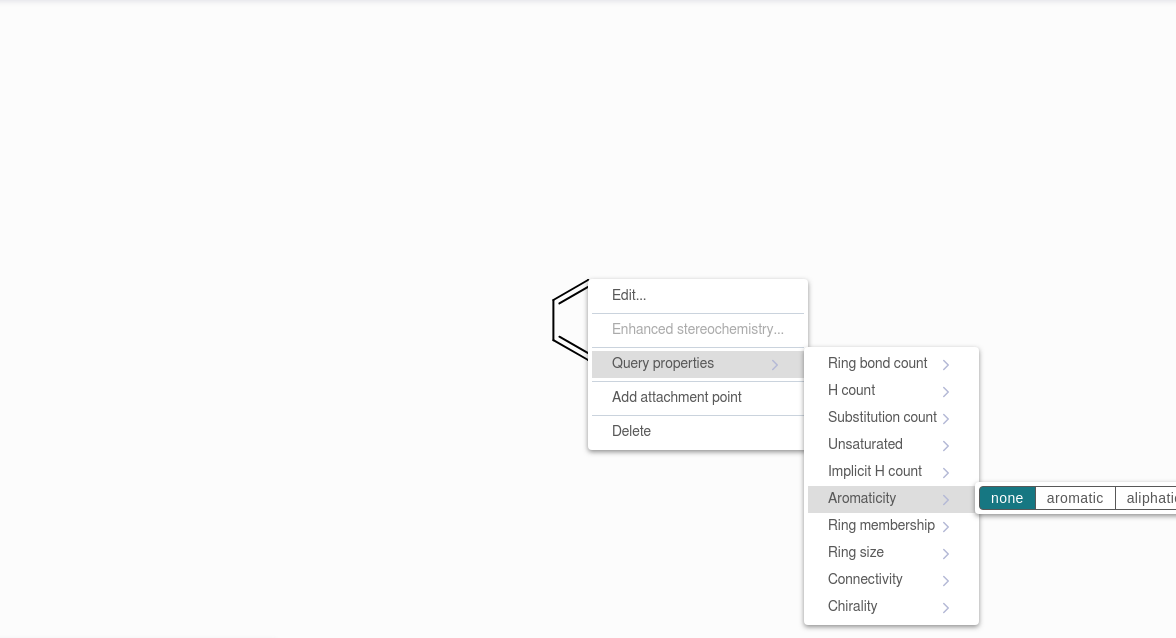 Edit...
Enhanced stereochemistry...
Query properties
Add attachment point
Delete
Ring bond count
H count
Substitution count
Unsaturated
Implicit H count
Aromaticity
none aromatic
Ring membership
Ring size
Connectivity
Chirality